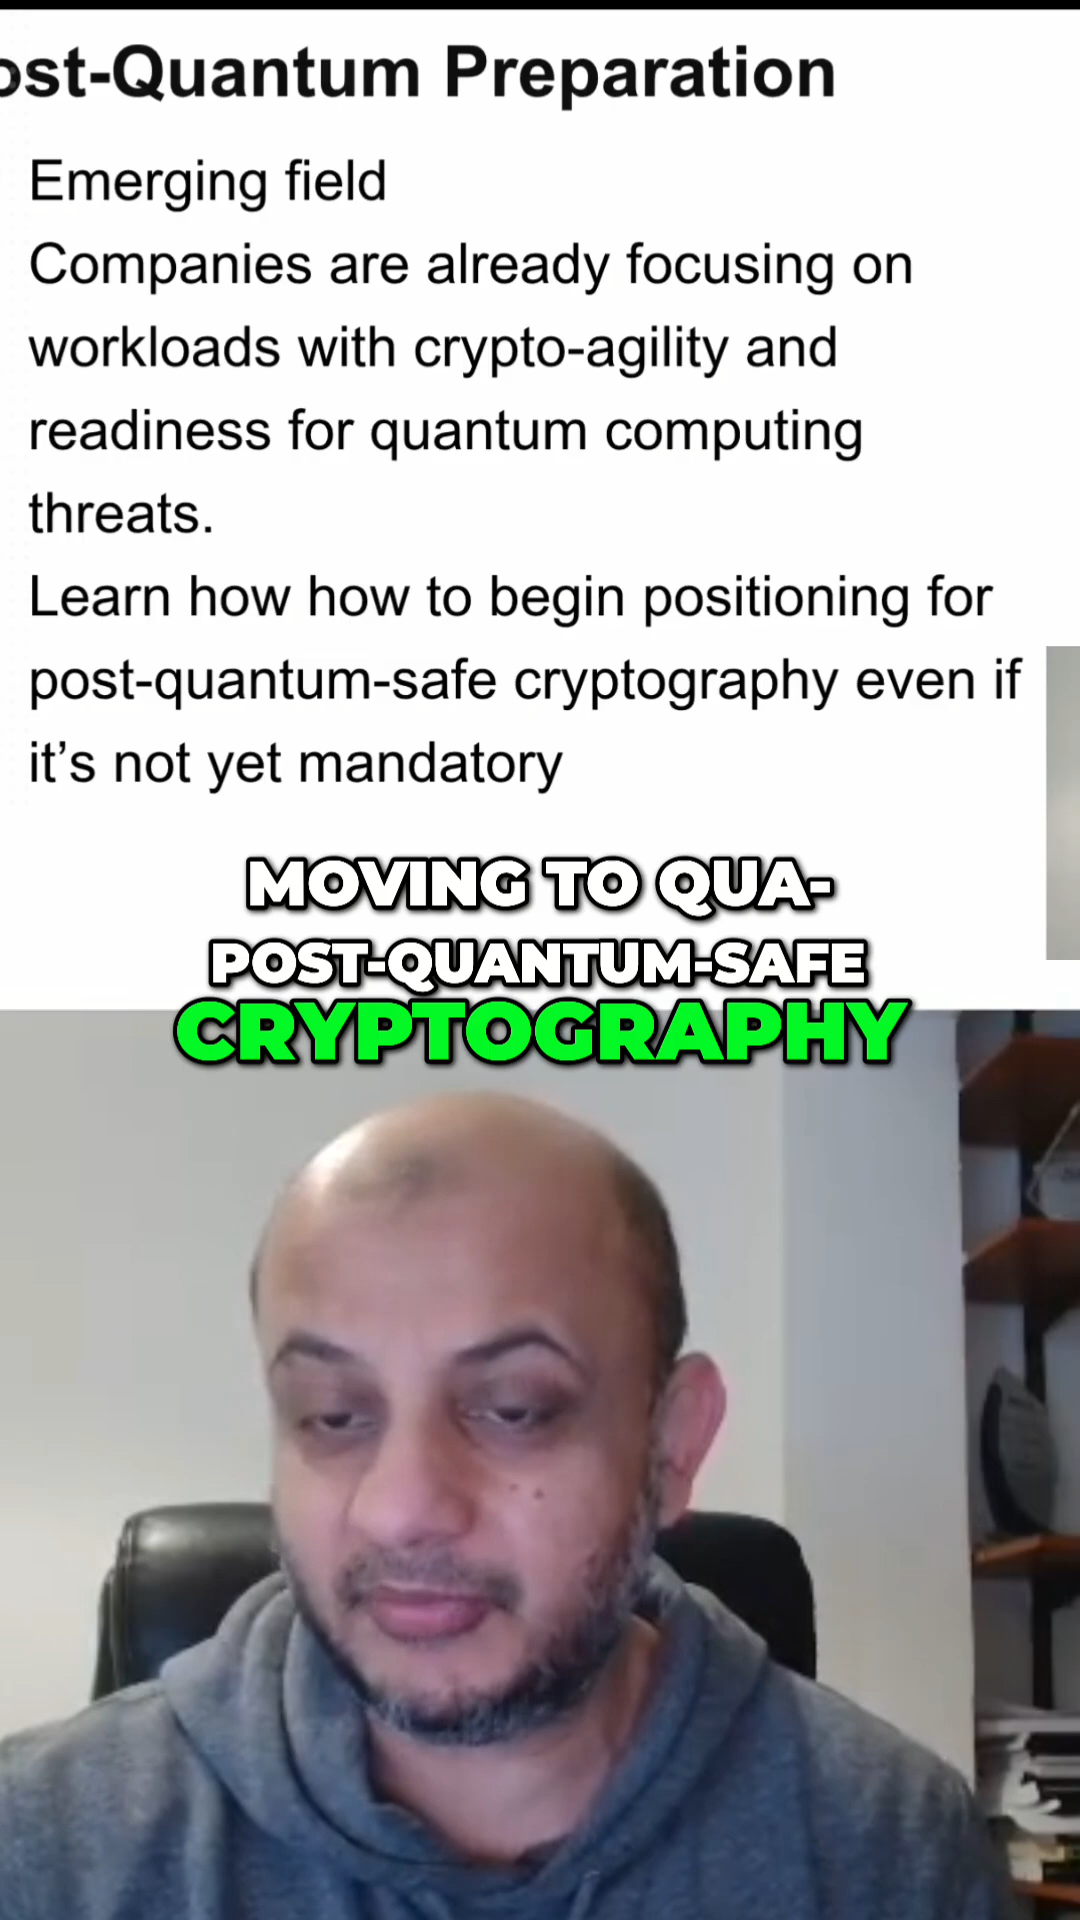 ost-Quantum Preparation
Emerging field
Companies are already focusing on
workloads with crypto-agility and
readiness for quantum computing
threats.
Learn how how to begin positioning for
post-quantum-safe cryptography even if
it’s not yet mandatory
MOVING TO QUA-
POST-QUANTUM-SAFE
CRYPTOGRAPHY